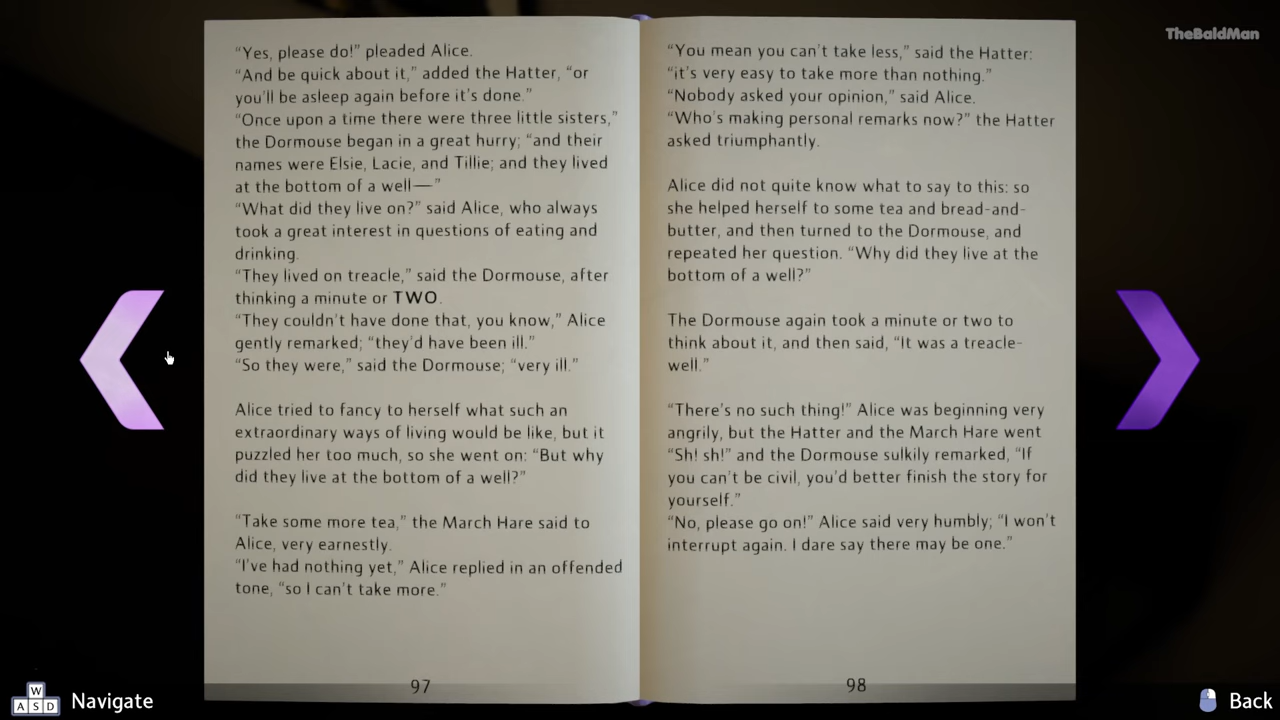 TheBaldMan
“Yes, please do!” pleaded Alice.
“And be quick about it,” added the Hatter, “or
you’ll be asleep again before it’s done.”
“Once upon a time there were three little sisters,”
the Dormouse began in a great hurry; “and their
names were Elsie, Lacie, and Tillie; and they lived
at the bottom of a well—”
“What did they live on?” said Alice, who always
took a great interest in questions of eating and
drinking.
“They lived on treacle,” said the Dormouse, after
thinking a minute or TWO.
“They couldn’t have done that, you know,” Alice
gently remarked; “they’d have been ill.”
“So they were,” said the Dormouse; “very ill.”
Alice tried to fancy to herself what such an
extraordinary ways of living would be like, but it
puzzled her too much, so she went on: “But why
did they live at the bottom of a well?”
“Take some more tea,” the March Hare said to
Alice, very earnestly.
“I’ve had nothing yet,” Alice replied in an offended
tone, “so I can’t take more.”
97
“You mean you can’t take less,” said the Hatter:
“it’s very easy to take more than nothing.”
“Nobody asked your opinion,” said Alice.
“Who’s making personal remarks now?” the Hatter
asked triumphantly.
Alice did not quite know what to say to this: so
she helped herself to some tea and bread-and-
butter, and then turned to the Dormouse, and
repeated her question. “Why did they live at the
bottom of a well?”
The Dormouse again took a minute or two to
think about it, and then said, “It was a treacle-
well.”
“There’s no such thing!” Alice was beginning very
angrily, but the Hatter and the March Hare went
“Sh! sh!” and the Dormouse sulkily remarked, “If
you can’t be civil, you’d better finish the story for
yourself.”
“No, please go on!” Alice said very humbly; “I won’t
interrupt again. I dare say there may be one.”
98
W
A S D Navigate
Back